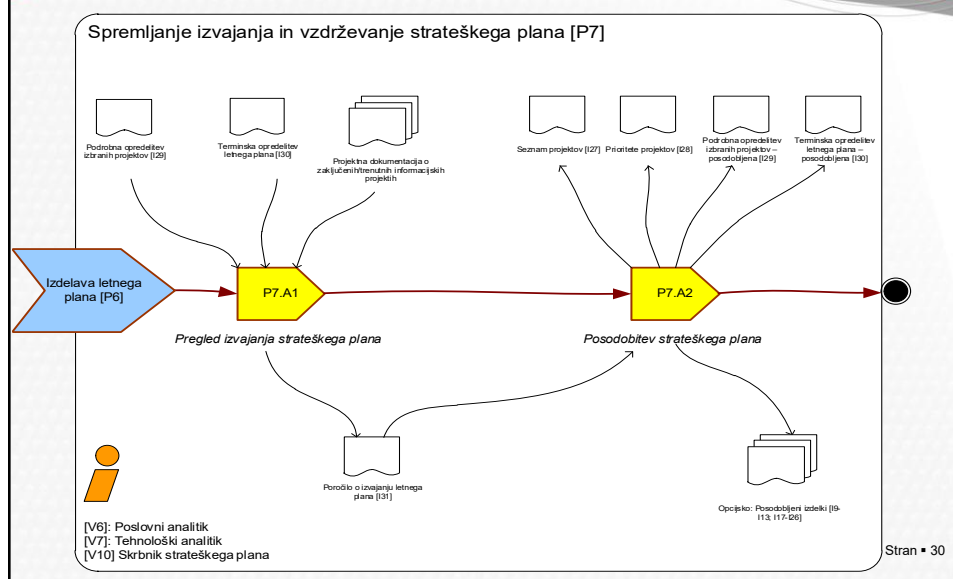 Spremljanje izvajanja in vzdrževanje strateškega plana [P7]
Podrobna opredelitev
izbranih projektov [I29]
Terminska opredelitev
letnega plana [I30]
Projektna dokumentacija o
zaključenih/trenutnih informacijskih
projektih
Seznam projektov [I27]
Prioritete projektov [I28]
Podrobna opredelitev
izbranih projektov –
posodobljena [I29]
Terminska opredelitev
letnega plana –
posodobljena [I30]
Izdelava letnega
plana [P6]
P7.A1
P7.A2
Pregled izvajanja strateškega plana
Posodobitev strateškega plana
Poročilo o izvajanju letnega
plana [I31]
Opcijsko: Posodobljeni izdelki [I9-
I13; I17-I26]
[V6]: Poslovni analitik
[V7]: Tehnološki analitik
[V10] Skrbnik strateškega plana
Stran ▪ 30